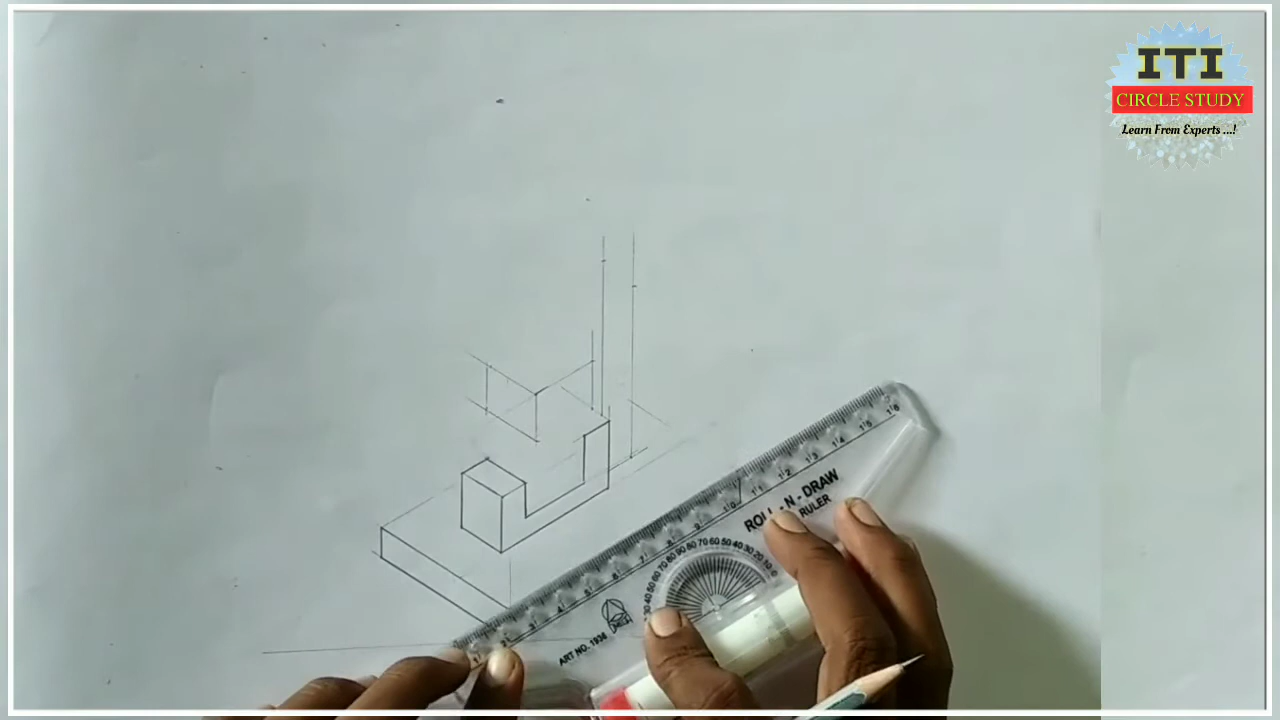 ITI
CIRCLE STUDY
Learn From Experts ...!
ROLL - N - DRAW
RULER
ART NO. 1936